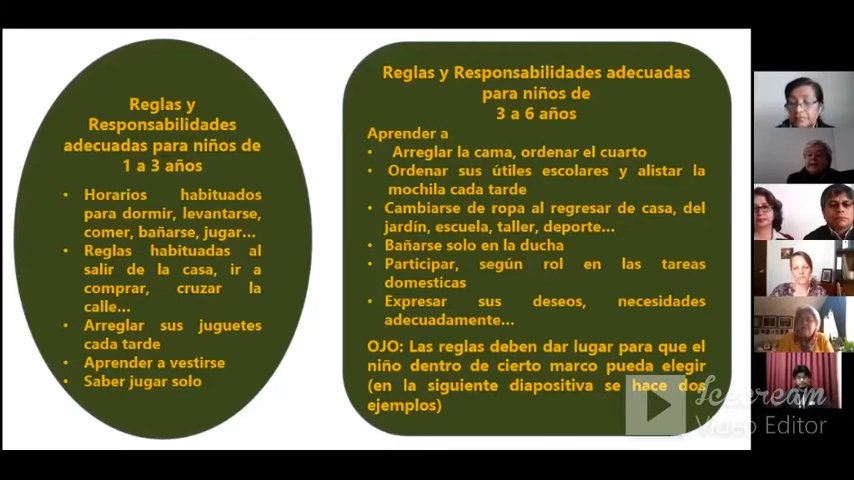 Reglas y
Responsabilidades
adecuadas para niños de
1 a 3 años
• Horarios habituados
para dormir, levantarse,
comer, bañarse, jugar...
• Reglas habituadas al
salir de la casa, ir a
comprar, cruzar la
calle...
• Arreglar sus juguetes
cada tarde
• Aprender a vestirse
• Saber jugar solo
Reglas y Responsabilidades adecuadas
para niños de
3 a 6 años
Aprender a
• Arreglar la cama, ordenar el cuarto
• Ordenar sus útiles escolares y alistar la
mochila cada tarde
• Cambiarse de ropa al regresar de casa, del
jardín, escuela, taller, deporte...
• Bañarse solo en la ducha
• Participar, según rol en las tareas
domesticas
• Expresar sus deseos, necesidades
adecuadamente...
OJO: Las reglas deben dar lugar para que el
niño dentro de cierto marco pueda elegir
(en la siguiente diapositiva se hace dos
ejemplos)
Icecream
Video Editor